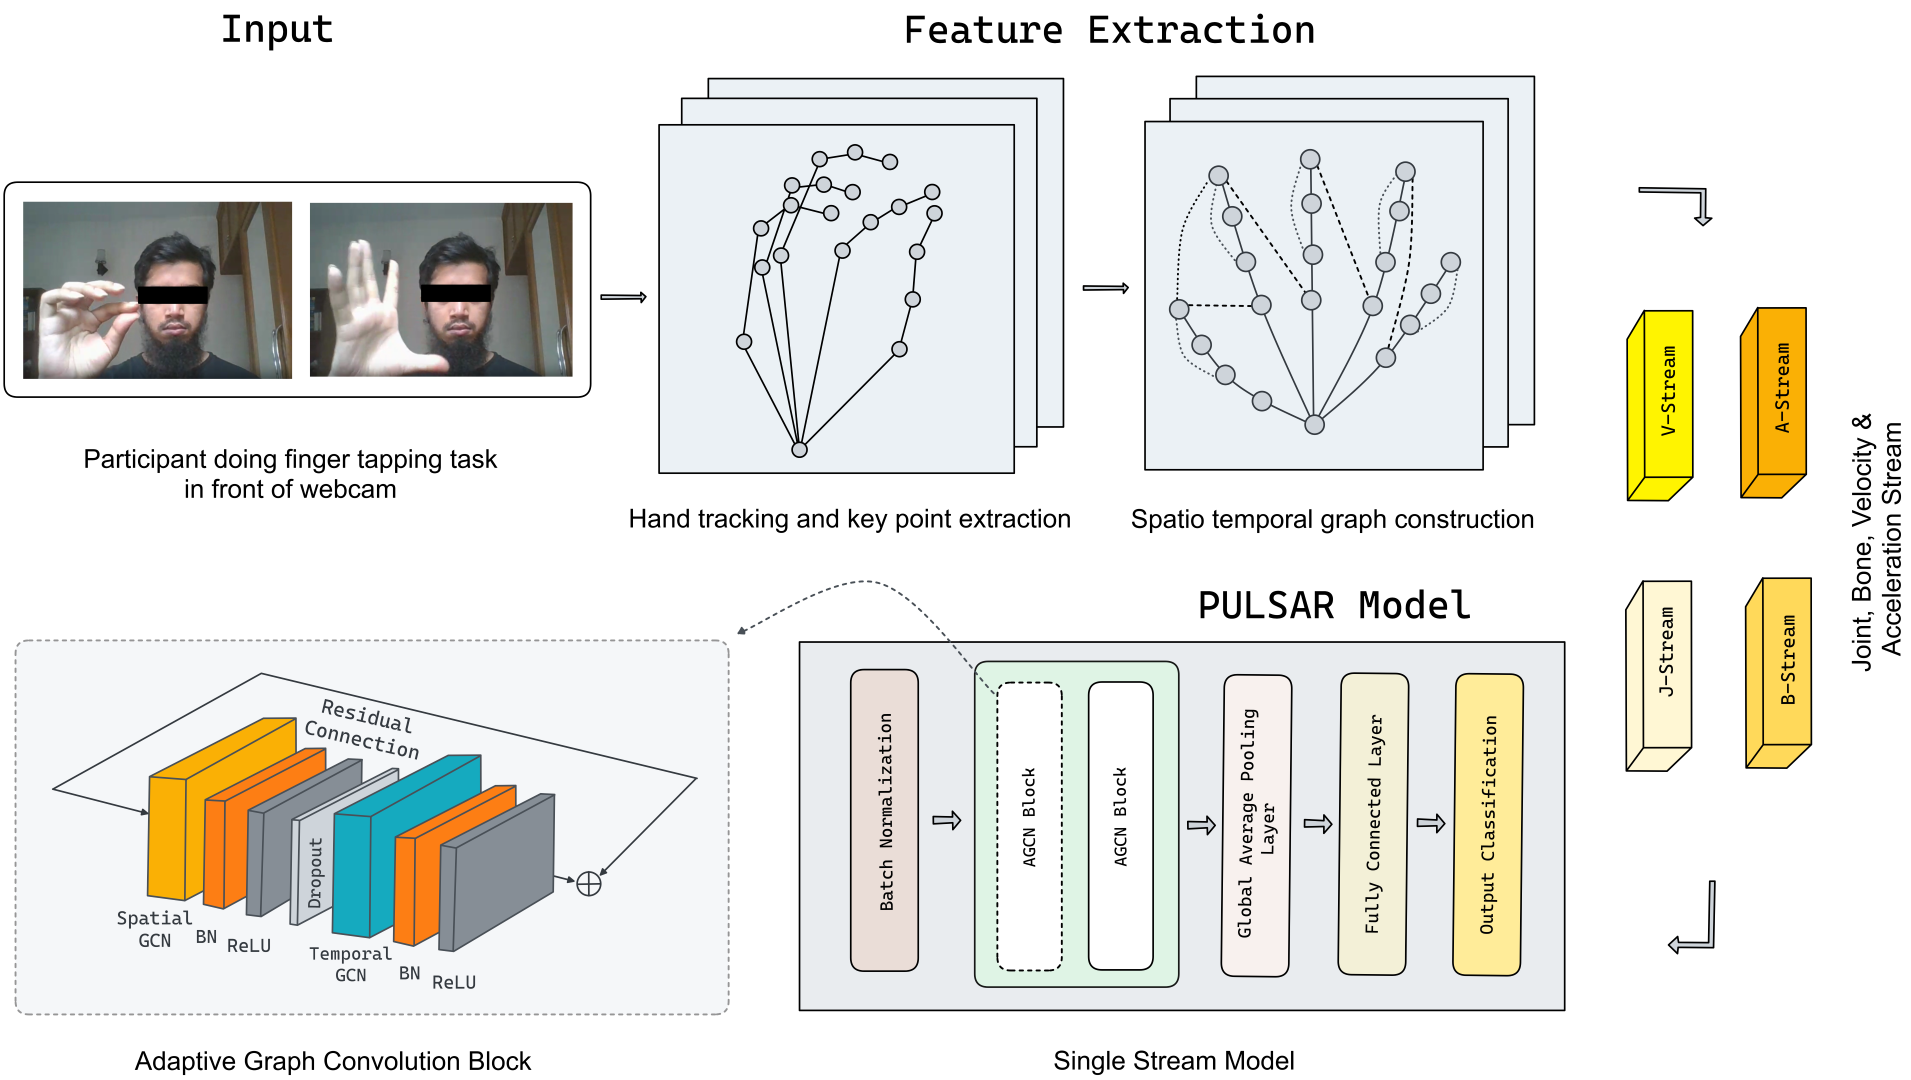 Input
Feature Extraction
Participant doing finger tapping task
in front of webcam
Hand tracking and key point extraction
Spatio temporal graph construction
V-Stream
A-Stream
J-Stream
B-Stream
Joint, Bone, Velocity &
Acceleration Stream
PULSAR Model
Batch Normalization
AGCN Block
AGCN Block
Global Average Pooling
Layer
Fully Connected Layer
Output Classification
Single Stream Model
Residual
Connection
Spatial
GCN
BN
ReLU
Dropout
Temporal
GCN
BN
ReLU
Adaptive Graph Convolution Block